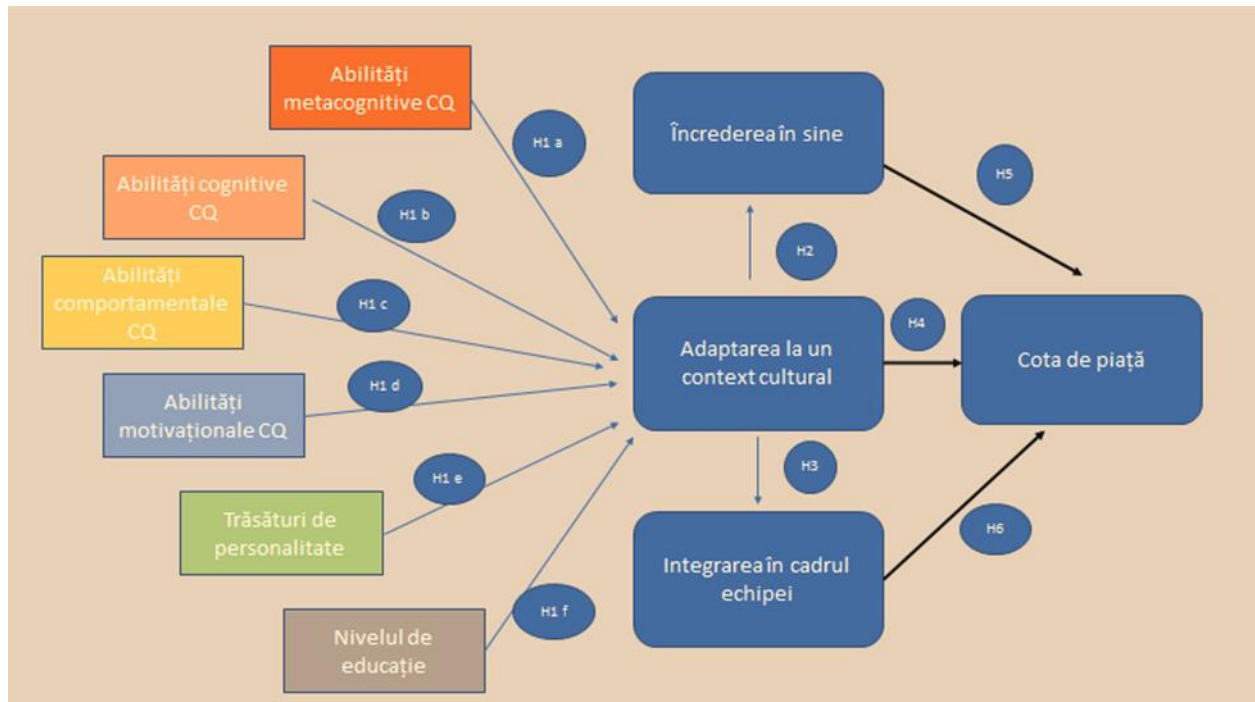 Abilități
metacognitive CQ
H1 a
Încrederea în sine
H5
Abilități cognitive
CQ
H1 b
H2
Abilități
comportamentale
CQ
H1 c
Adaptarea la un
context cultural
H4
Cota de piață
Abilități
motivaționale CQ
H1 d
H3
Trăsături de
personalitate
H1 e
Integrarea în cadrul
echipei
H6
Nivelul de
educație
H1 f